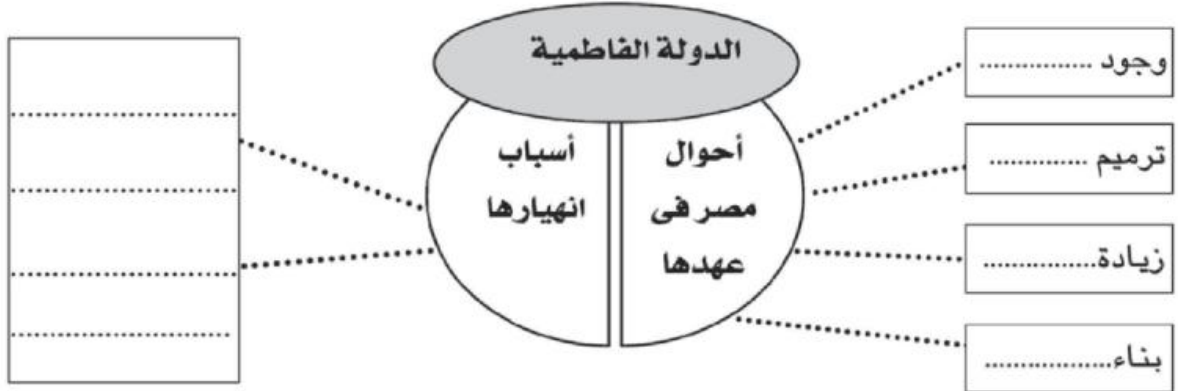 الدولة الفاطمية
أحوال
مصر فى
عهدها
أسباب
انهيارها
وجود ................
ترميم .............
زيادة................
بناء..................